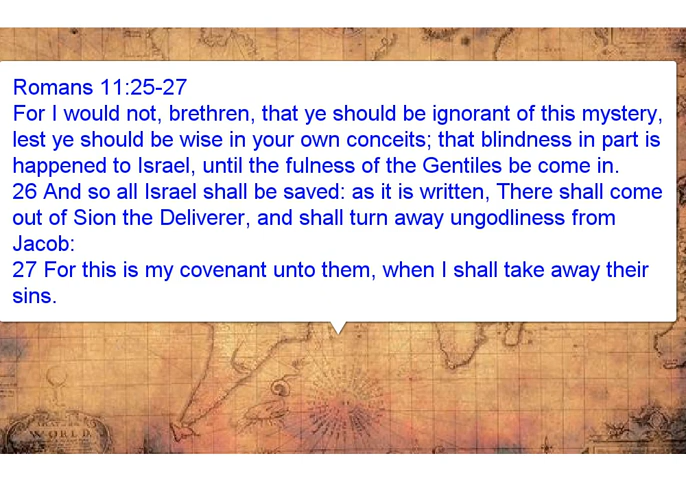 Romans 11:25-27
For I would not, brethren, that ye should be ignorant of this mystery,
lest ye should be wise in your own conceits; that blindness in part is
happened to Israel, until the fulness of the Gentiles be come in.
26 And so all Israel shall be saved: as it is written, There shall come
out of Sion the Deliverer, and shall turn away ungodliness from
Jacob:
27 For this is my covenant unto them, when I shall take away their
sins.
WORLD